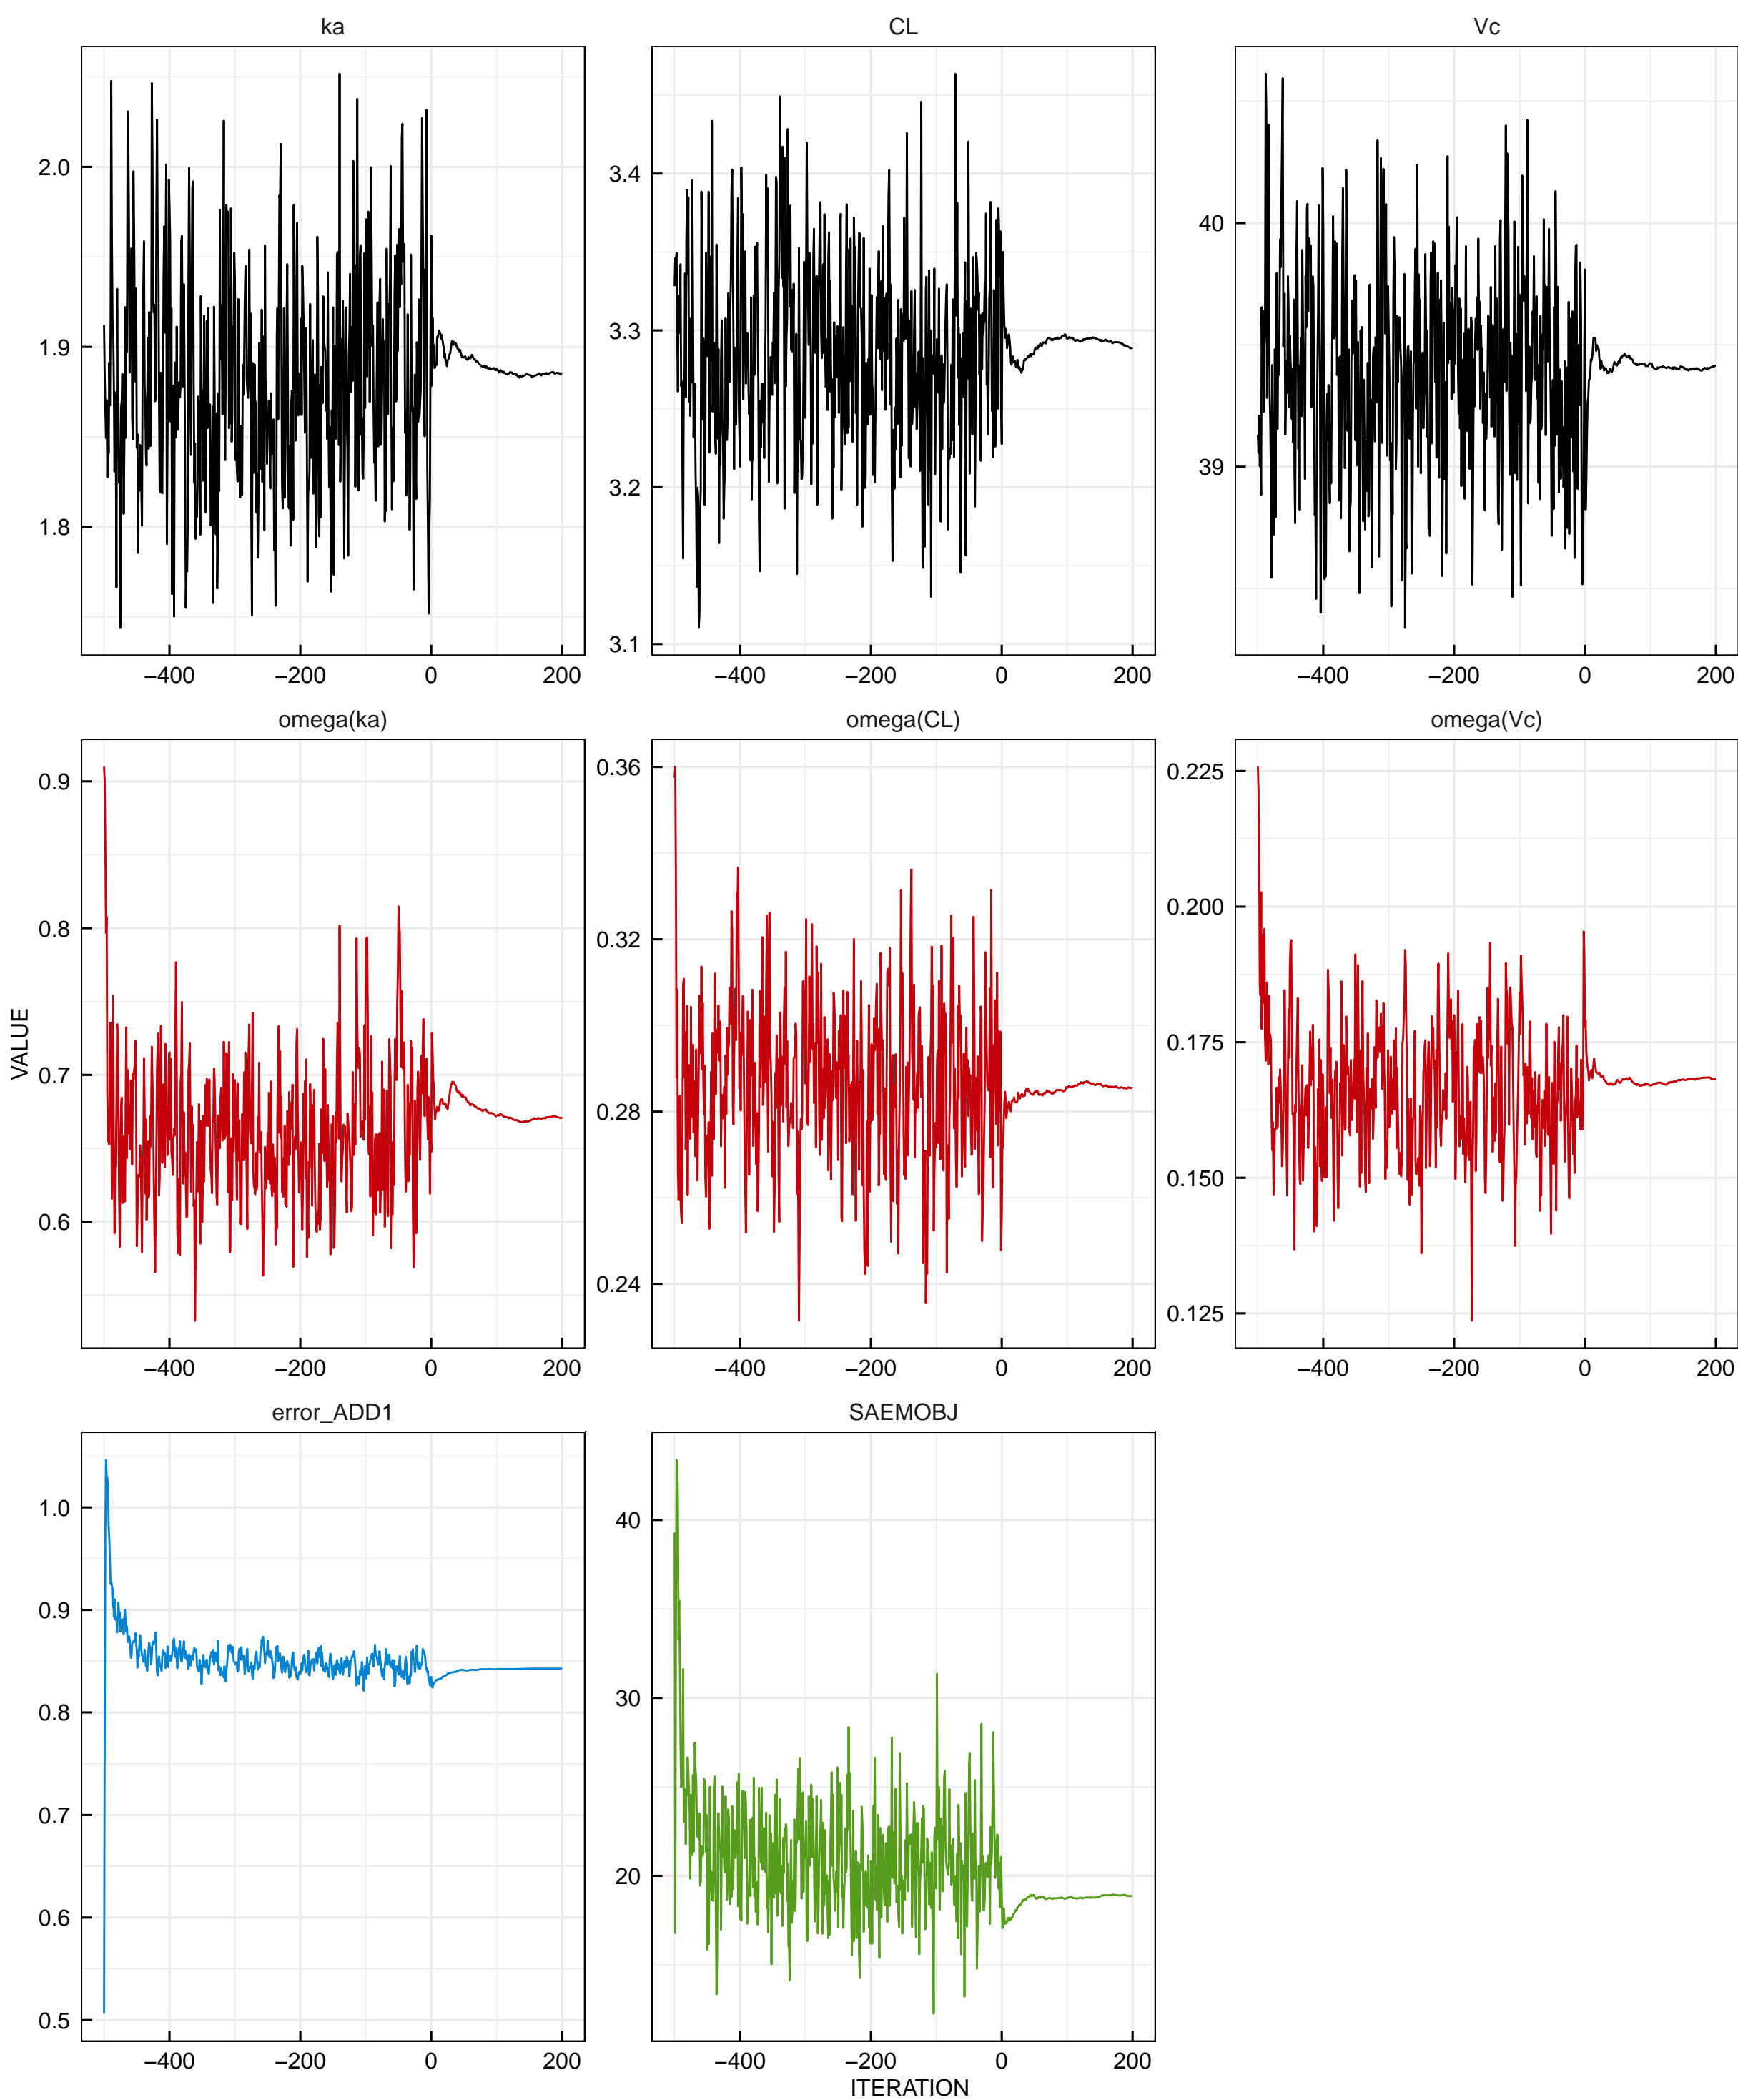 ka CL Vc
2.0 3.4 40
1.9 3.3
1.8 3.2 39
3.1
−400 −200 0 200 −400 −200 0 200 −400 −200 0 200
omega(ka) omega(CL) omega(Vc)
0.9 0.36 0.225
0.8 0.32 0.200
0.7 0.28 0.175
0.6 0.24 0.150
0.125
VALUE
−400 −200 0 200 −400 −200 0 200 −400 −200 0 200
error_ADD1 SAEMOBJ
1.0 40
0.9
0.8 30
0.7
0.6 20
0.5
−400 −200 0 200 −400 −200 0 200
ITERATION